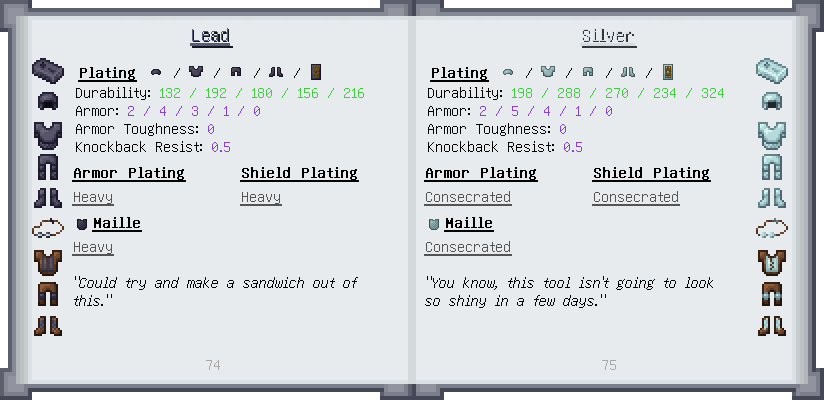 Lead
Plating / / / /
Durability: 132 / 192 / 180 / 156 / 216
Armor: 2 / 4 / 3 / 1 / 0
Armor Toughness: 0
Knockback Resist: 0.5
Armor Plating Shield Plating
Heavy Heavy
Maille
Heavy
"Could try and make a sandwich out of
this."
74
Silver
Plating / / / /
Durability: 198 / 288 / 270 / 234 / 324
Armor: 2 / 5 / 4 / 1 / 0
Armor Toughness: 0
Knockback Resist: 0.5
Armor Plating Shield Plating
Consecrated Consecrated
Maille
Consecrated
"You know, this tool isn't going to look
so shiny in a few days."
75